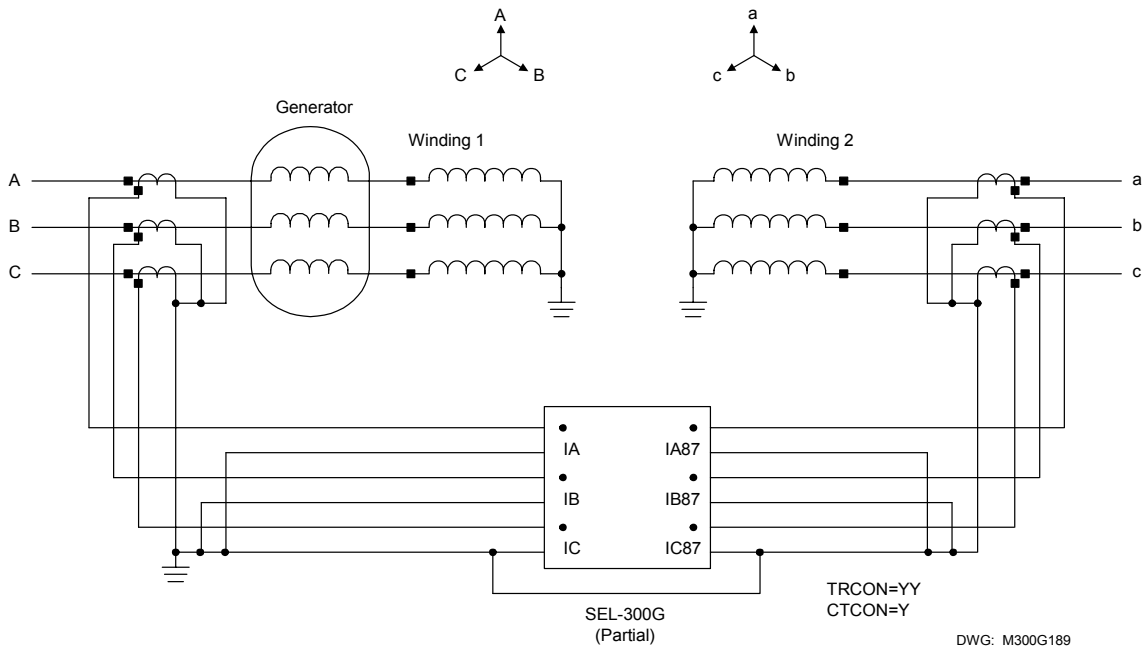 A
a
C
B
c
b
Generator
Winding 1
Winding 2
A
a
B
b
C
c
IA
IA87
IB
IB87
IC
IC87
TRCON=YY
CTCON=Y
SEL-300G
(Partial)
DWG: M300G189